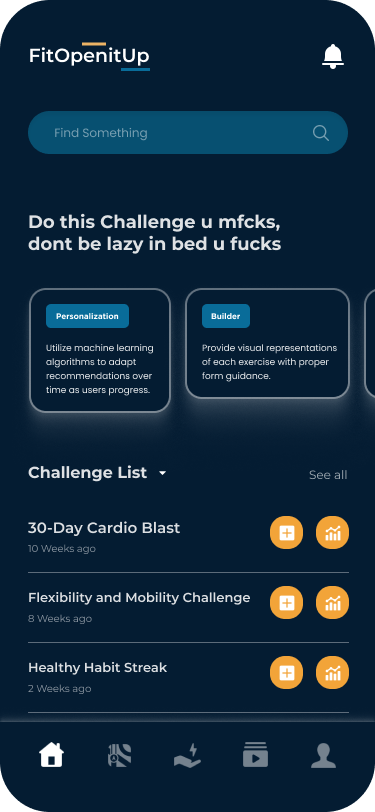 FitOpenitUp
Find Something
Do this Challenge u mfcks,
dont be lazy in bed u fucks
Personalization
Utilize machine learning
algorithms to adapt
recommendations over
time as users progress.
Builder
Provide visual representations
of each exercise with proper
form guidance.
Challenge List
See all
30-Day Cardio Blast
10 Weeks ago
Flexibility and Mobility Challenge
8 Weeks ago
Healthy Habit Streak
2 Weeks ago